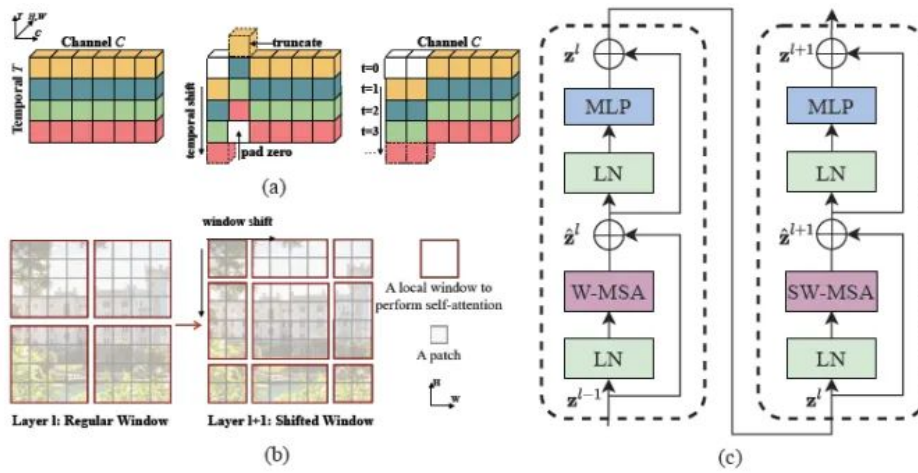 T
H,W
C
Channel C
Temporal T
truncate
temporal shift
pad zero
Channel C
t=0
t=1
t=2
t=3
...
(a)
window shift
A local window to
perform self-attention
A patch
H
W
Layer l: Regular Window
Layer l+1: Shifted Window
(b)
z^l
MLP
LN
ẑ^l
W-MSA
LN
z^{l-1}
z^{l+1}
MLP
LN
ẑ^{l+1}
SW-MSA
LN
z^l
(c)